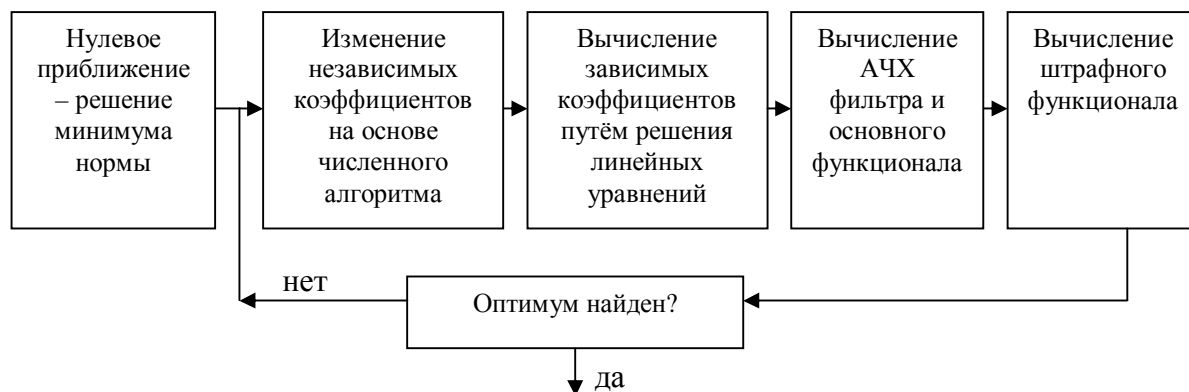 Нулевое
приближение
– решение
минимума
нормы
Изменение
независимых
коэффициентов
на основе
численного
алгоритма
Вычисление
зависимых
коэффициентов
путём решения
линейных
уравнений
Вычисление
АЧХ
фильтра и
основного
функционала
Вычисление
штрафного
функционала
нет
Оптимум найден?
да